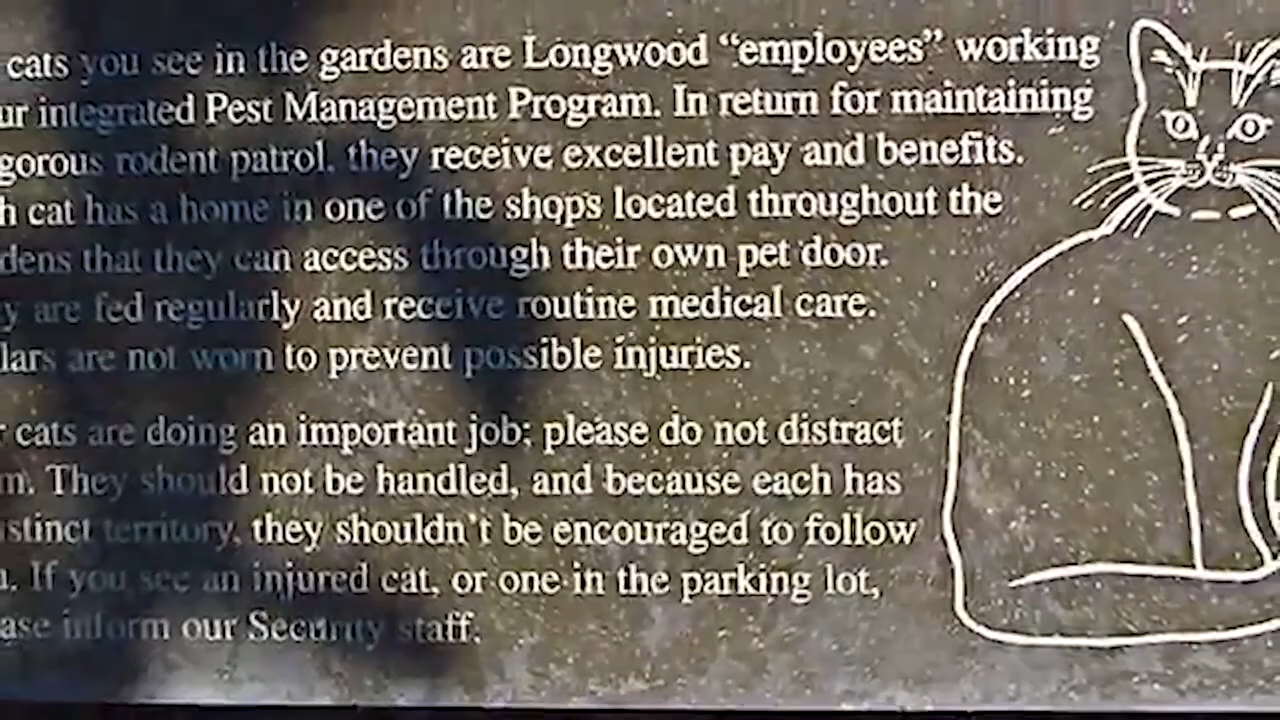 cats you see in the gardens are Longwood “employees” working
ur integrated Pest Management Program. In return for maintaining
gorous rodent patrol, they receive excellent pay and benefits.
h cat has a home in one of the shops located throughout the
dens that they can access through their own pet door.
y are fed regularly and receive routine medical care.
lars are not worn to prevent possible injuries.
r cats are doing an important job; please do not distract
m. They should not be handled, and because each has
istinct territory, they shouldn’t be encouraged to follow
u. If you see an injured cat, or one in the parking lot,
ase inform our Security staff.